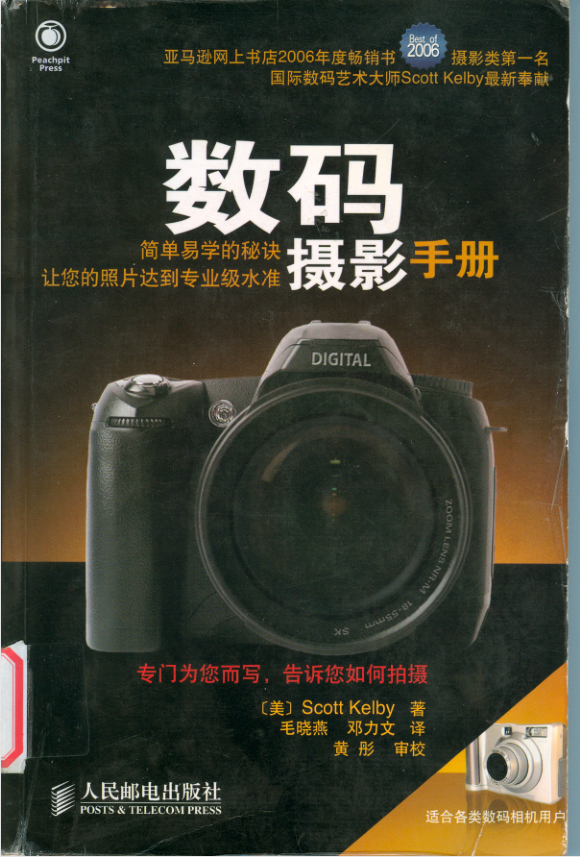 Peachpit
Press
亚马逊网上书店2006年度畅销书 Best of 2006 摄影类第一名
国际数码艺术大师Scott Kelby最新奉献
数码
简单易学的秘诀
让您的照片达到专业级水准
摄影手册
DIGITAL
ZOOM LENS NR-M 18-55mm SK
专门为您而写，告诉您如何拍摄
〔美〕Scott Kelby 著
毛晓燕 邓力文 译
黄彤 审校
人民邮电出版社
POSTS & TELECOM PRESS
适合各类数码相机用户